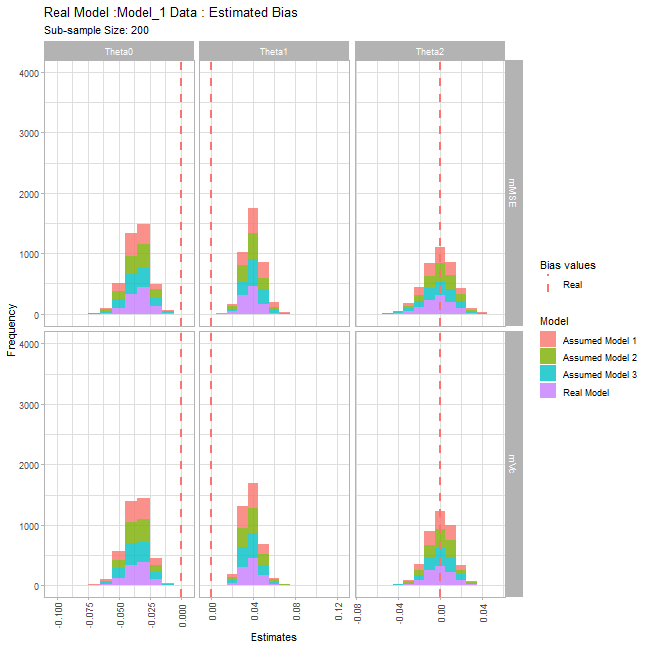 Real Model :Model_1 Data : Estimated Bias
Sub-sample Size: 200
Theta0
Theta1
Theta2
4000
3000
2000
1000
0
mMSE
4000
3000
2000
1000
0
mVc
Frequency
-0.100
-0.075
-0.050
-0.025
0.000
0.00
0.04
0.08
0.12
-0.08
-0.04
0.00
0.04
Estimates
Bias values
Real
Model
Assumed Model 1
Assumed Model 2
Assumed Model 3
Real Model